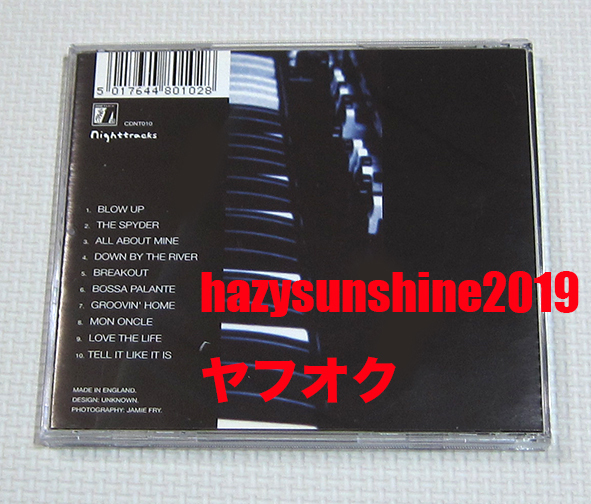 5 017644 801028
CDNT010
Nighttracks
1. BLOW UP
2. THE SPYDER
3. ALL ABOUT MINE
4. DOWN BY THE RIVER
5. BREAKOUT
6. BOSSA PALANTE
7. GROOVIN' HOME
8. MON ONCLE
9. LOVE THE LIFE
10. TELL IT LIKE IT IS
hazysunshine2019
ヤフオク
MADE IN ENGLAND.
DESIGN: UNKNOWN.
PHOTOGRAPHY: JAMIE FRY.